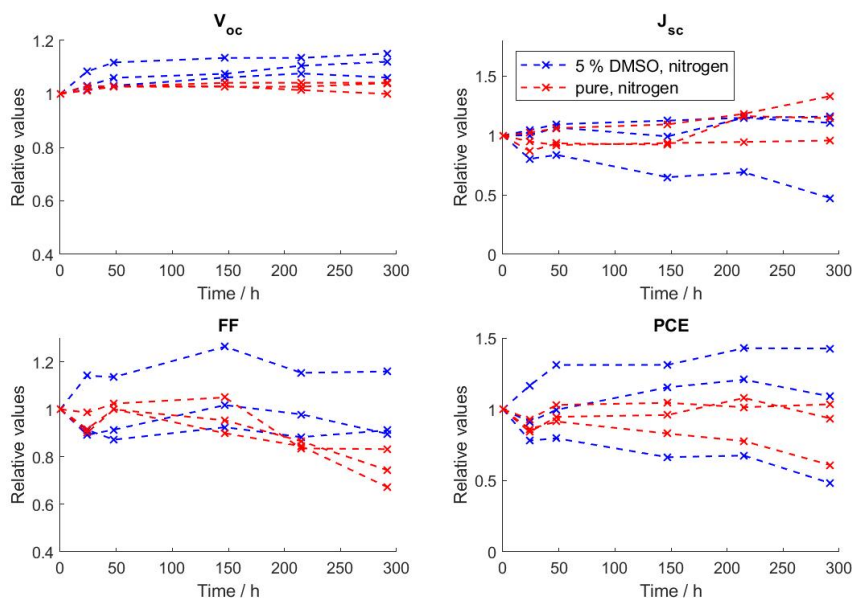 V_oc
J_sc
1.2
1
0.8
0.6
0.4
Relative values
0 50 100 150 200 250 300
Time / h
1.5
1
0.5
0
Relative values
0 50 100 150 200 250 300
Time / h
5 % DMSO, nitrogen
pure, nitrogen
FF
PCE
1.2
1
0.8
0.6
0.4
Relative values
0 50 100 150 200 250 300
Time / h
1.5
1
0.5
0
Relative values
0 50 100 150 200 250 300
Time / h